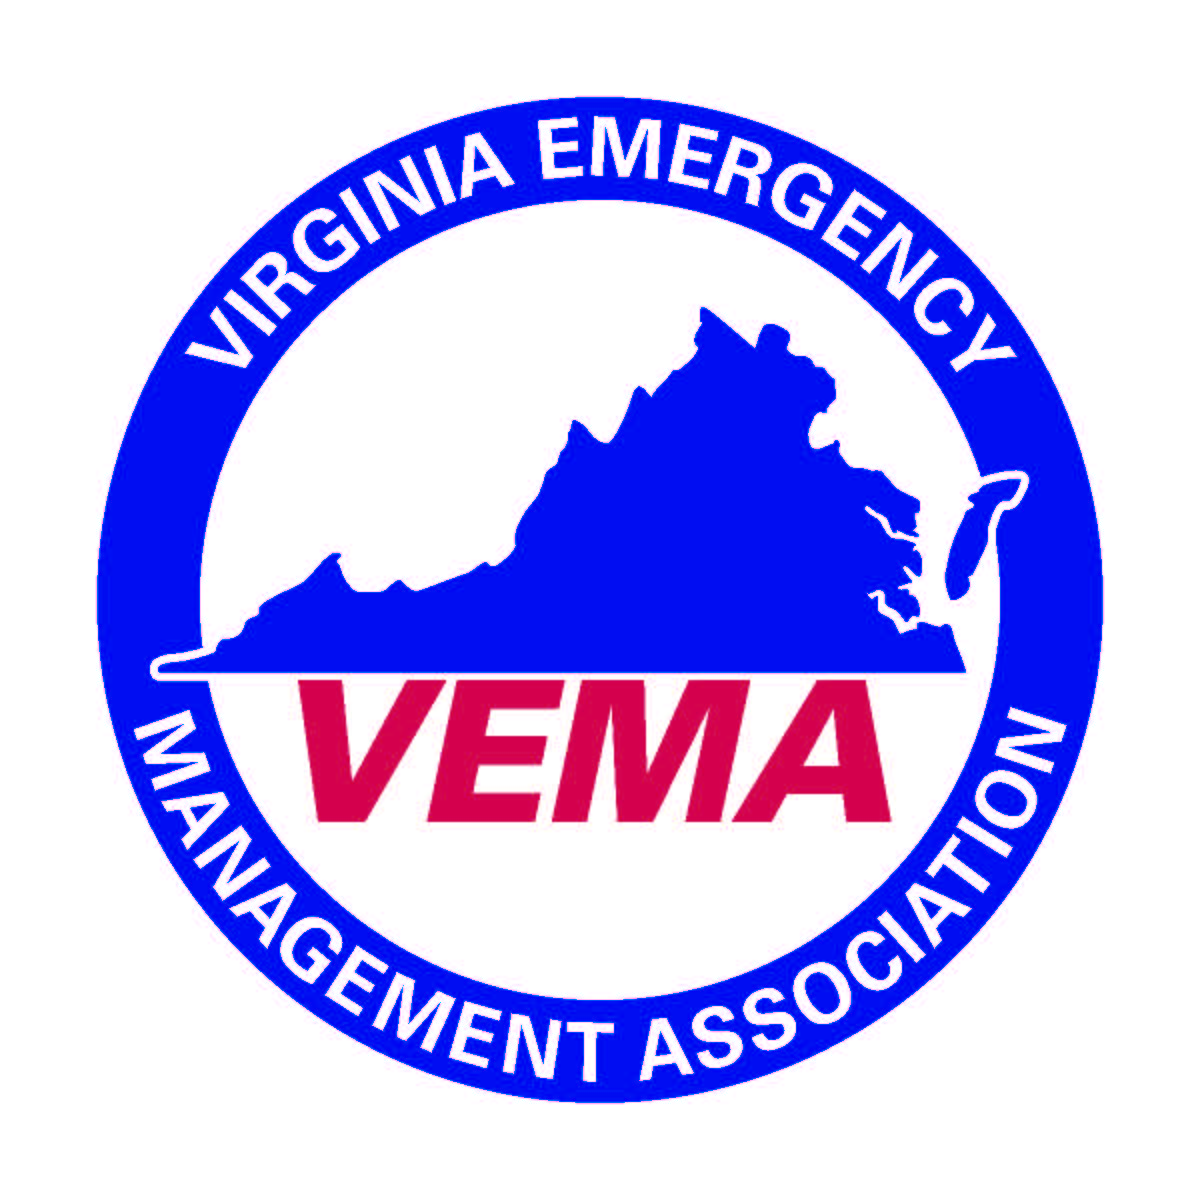 VIRGINIA EMERGENCY
VEMA
MANAGEMENT ASSOCIATION